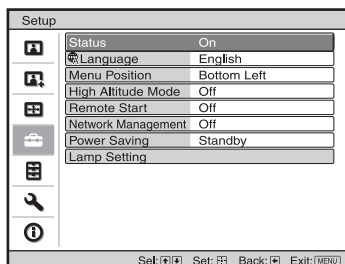 Setup
Status On
Language English
Menu Position Bottom Left
High Altitude Mode Off
Remote Start Off
Network Management Off
Power Saving Standby
Lamp Setting
Sel: Set: Back: Exit: MENU